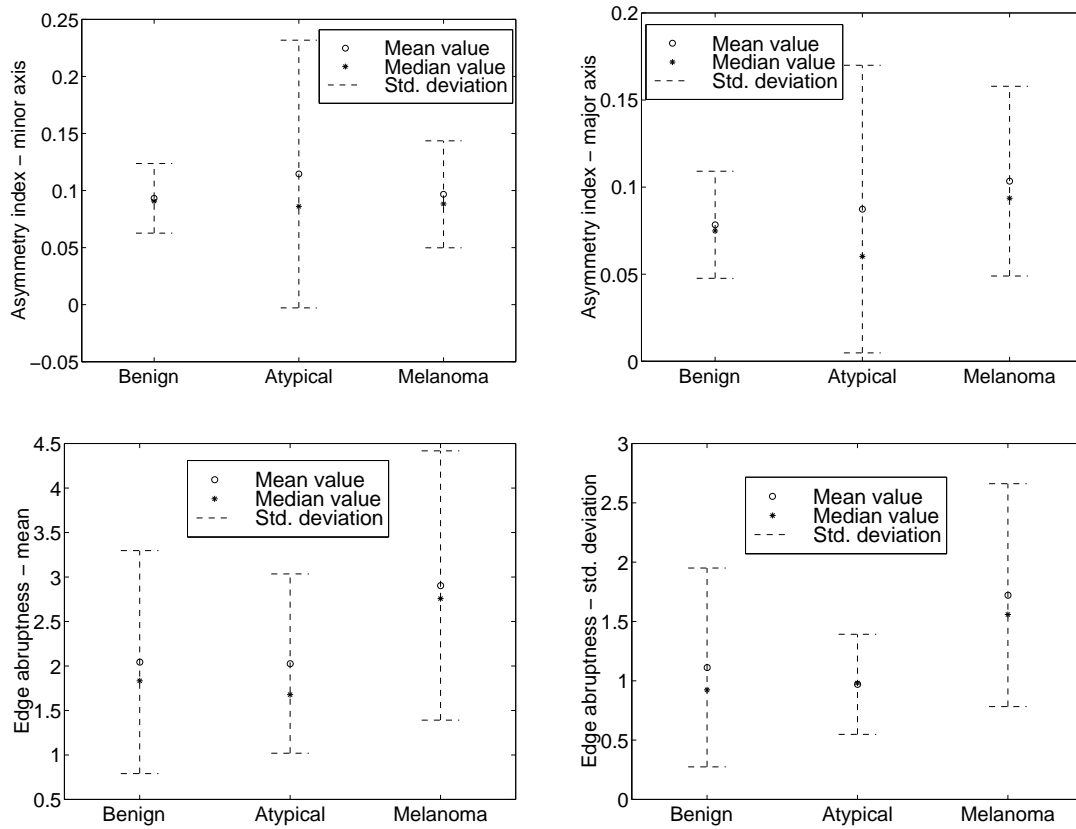 0.25
0.2
0.15
0.1
0.05
0
−0.05
Asymmetry index − minor axis
Mean value
Median value
Std. deviation
Benign
Atypical
Melanoma
0.2
0.15
0.1
0.05
0
Asymmetry index − major axis
Mean value
Median value
Std. deviation
Benign
Atypical
Melanoma
4.5
4
3.5
3
2.5
2
1.5
1
0.5
Edge abruptness − mean
Mean value
Median value
Std. deviation
Benign
Atypical
Melanoma
3
2.5
2
1.5
1
0.5
0
Edge abruptness − std. deviation
Mean value
Median value
Std. deviation
Benign
Atypical
Melanoma